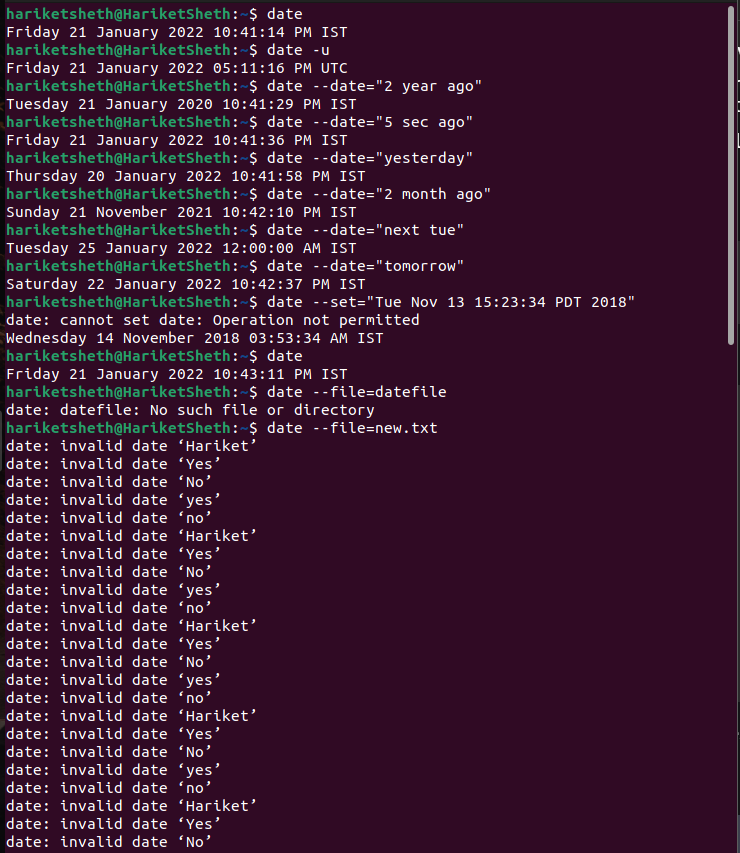 hariketsheth@HariketSheth:~$ date
Friday 21 January 2022 10:41:14 PM IST
hariketsheth@HariketSheth:~$ date -u
Friday 21 January 2022 05:11:16 PM UTC
hariketsheth@HariketSheth:~$ date --date="2 year ago"
Tuesday 21 January 2020 10:41:29 PM IST
hariketsheth@HariketSheth:~$ date --date="5 sec ago"
Friday 21 January 2022 10:41:36 PM IST
hariketsheth@HariketSheth:~$ date --date="yesterday"
Thursday 20 January 2022 10:41:58 PM IST
hariketsheth@HariketSheth:~$ date --date="2 month ago"
Sunday 21 November 2021 10:42:10 PM IST
hariketsheth@HariketSheth:~$ date --date="next tue"
Tuesday 25 January 2022 12:00:00 AM IST
hariketsheth@HariketSheth:~$ date --date="tomorrow"
Saturday 22 January 2022 10:42:37 PM IST
hariketsheth@HariketSheth:~$ date --set="Tue Nov 13 15:23:34 PDT 2018"
date: cannot set date: Operation not permitted
Wednesday 14 November 2018 03:53:34 AM IST
hariketsheth@HariketSheth:~$ date
Friday 21 January 2022 10:43:11 PM IST
hariketsheth@HariketSheth:~$ date --file=datefile
date: datefile: No such file or directory
hariketsheth@HariketSheth:~$ date --file=new.txt
date: invalid date ‘Hariket’
date: invalid date ‘Yes’
date: invalid date ‘No’
date: invalid date ‘yes’
date: invalid date ‘no’
date: invalid date ‘Hariket’
date: invalid date ‘Yes’
date: invalid date ‘No’
date: invalid date ‘yes’
date: invalid date ‘no’
date: invalid date ‘Hariket’
date: invalid date ‘Yes’
date: invalid date ‘No’
date: invalid date ‘yes’
date: invalid date ‘no’
date: invalid date ‘Hariket’
date: invalid date ‘Yes’
date: invalid date ‘No’
date: invalid date ‘yes’
date: invalid date ‘no’
date: invalid date ‘Hariket’
date: invalid date ‘Yes’
date: invalid date ‘No’